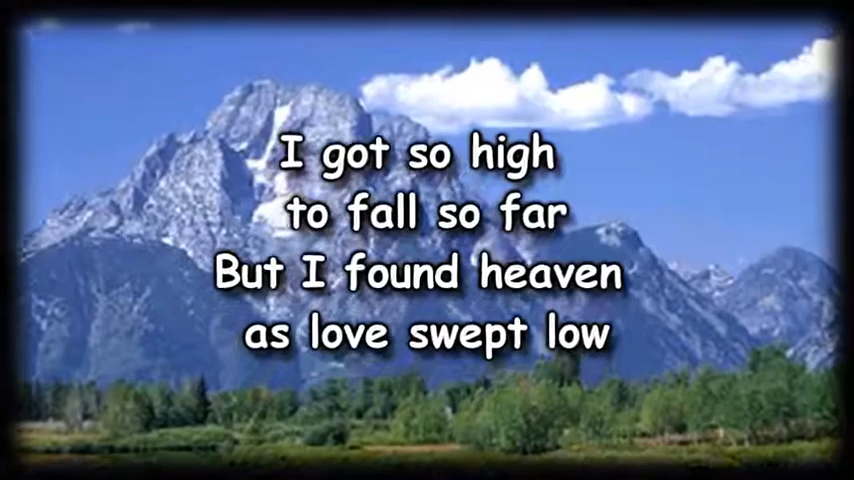 I got so high
to fall so far
But I found heaven
as love swept low